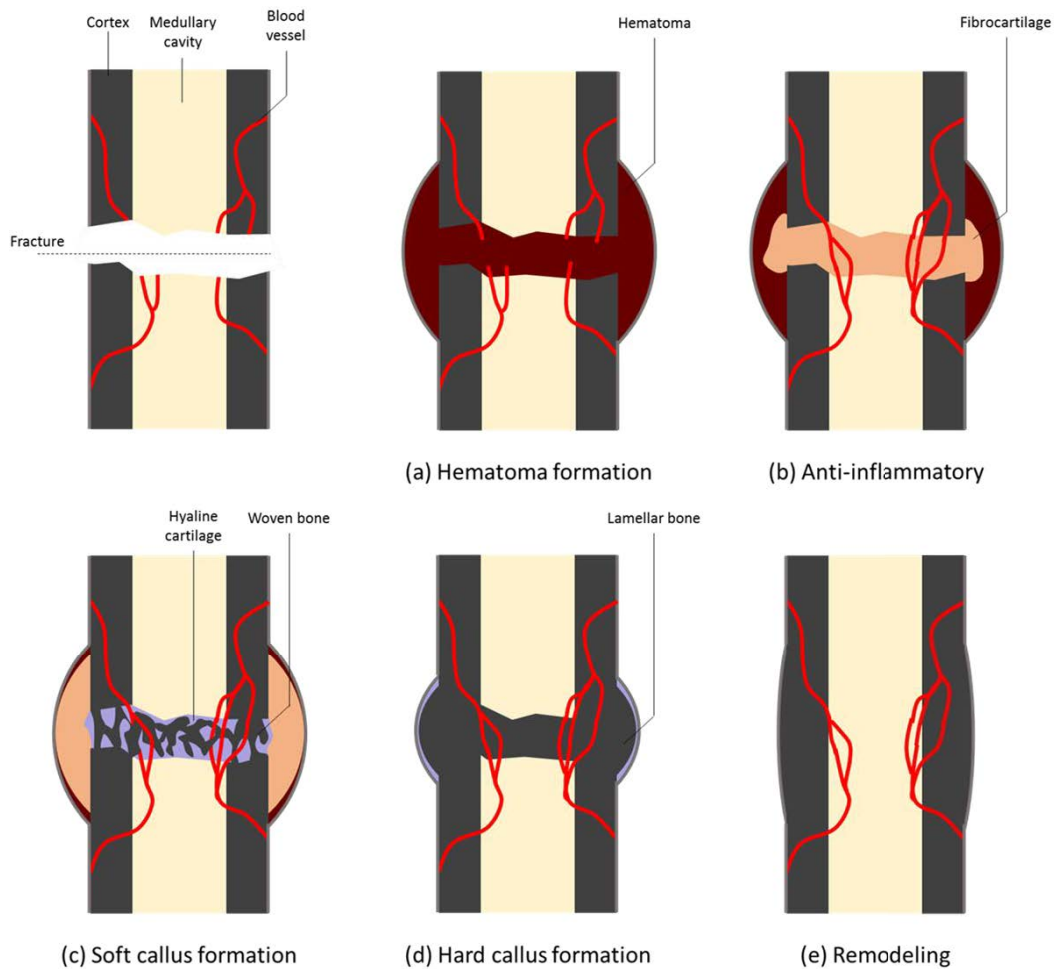 Cortex
Medullary
cavity
Blood
vessel
Hematoma
Fibrocartilage
Fracture
(a) Hematoma formation
(b) Anti-inflammatory
Hyaline
cartilage
Woven bone
Lamellar bone
(c) Soft callus formation
(d) Hard callus formation
(e) Remodeling